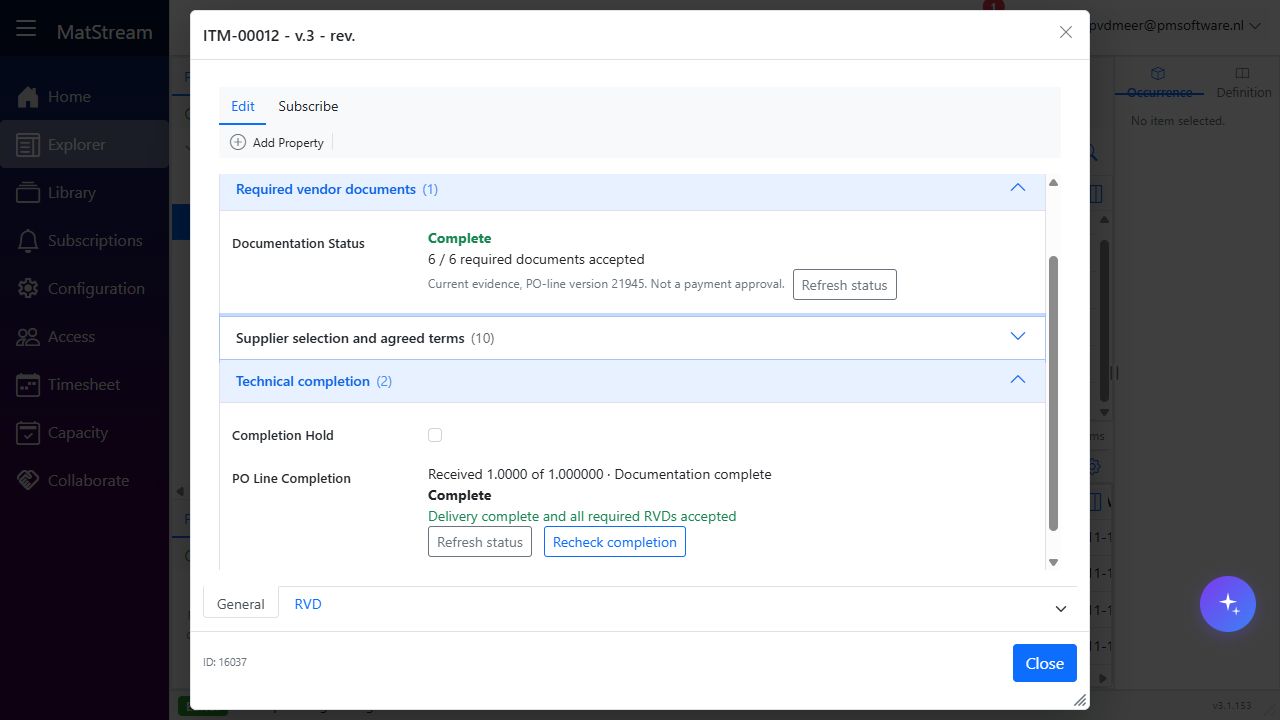 MatStream
Home
Explorer
Library
Subscriptions
Configuration
Access
Timesheet
Capacity
Collaborate
ITM-00012 - v.3 - rev.
1
pvdmeer@pmsoftware.nl
Edit
Subscribe
Add Property
Required vendor documents (1)
Documentation Status
Complete
6 / 6 required documents accepted
Current evidence, PO-line version 21945. Not a payment approval.
Refresh status
Supplier selection and agreed terms (10)
Technical completion (2)
Completion Hold
PO Line Completion
Received 1.0000 of 1.000000 · Documentation complete
Complete
Delivery complete and all required RVDs accepted
Refresh status
Recheck completion
General
RVD
ID: 16037
Close
Occurrence
Definition
No item selected.
v3.1.153